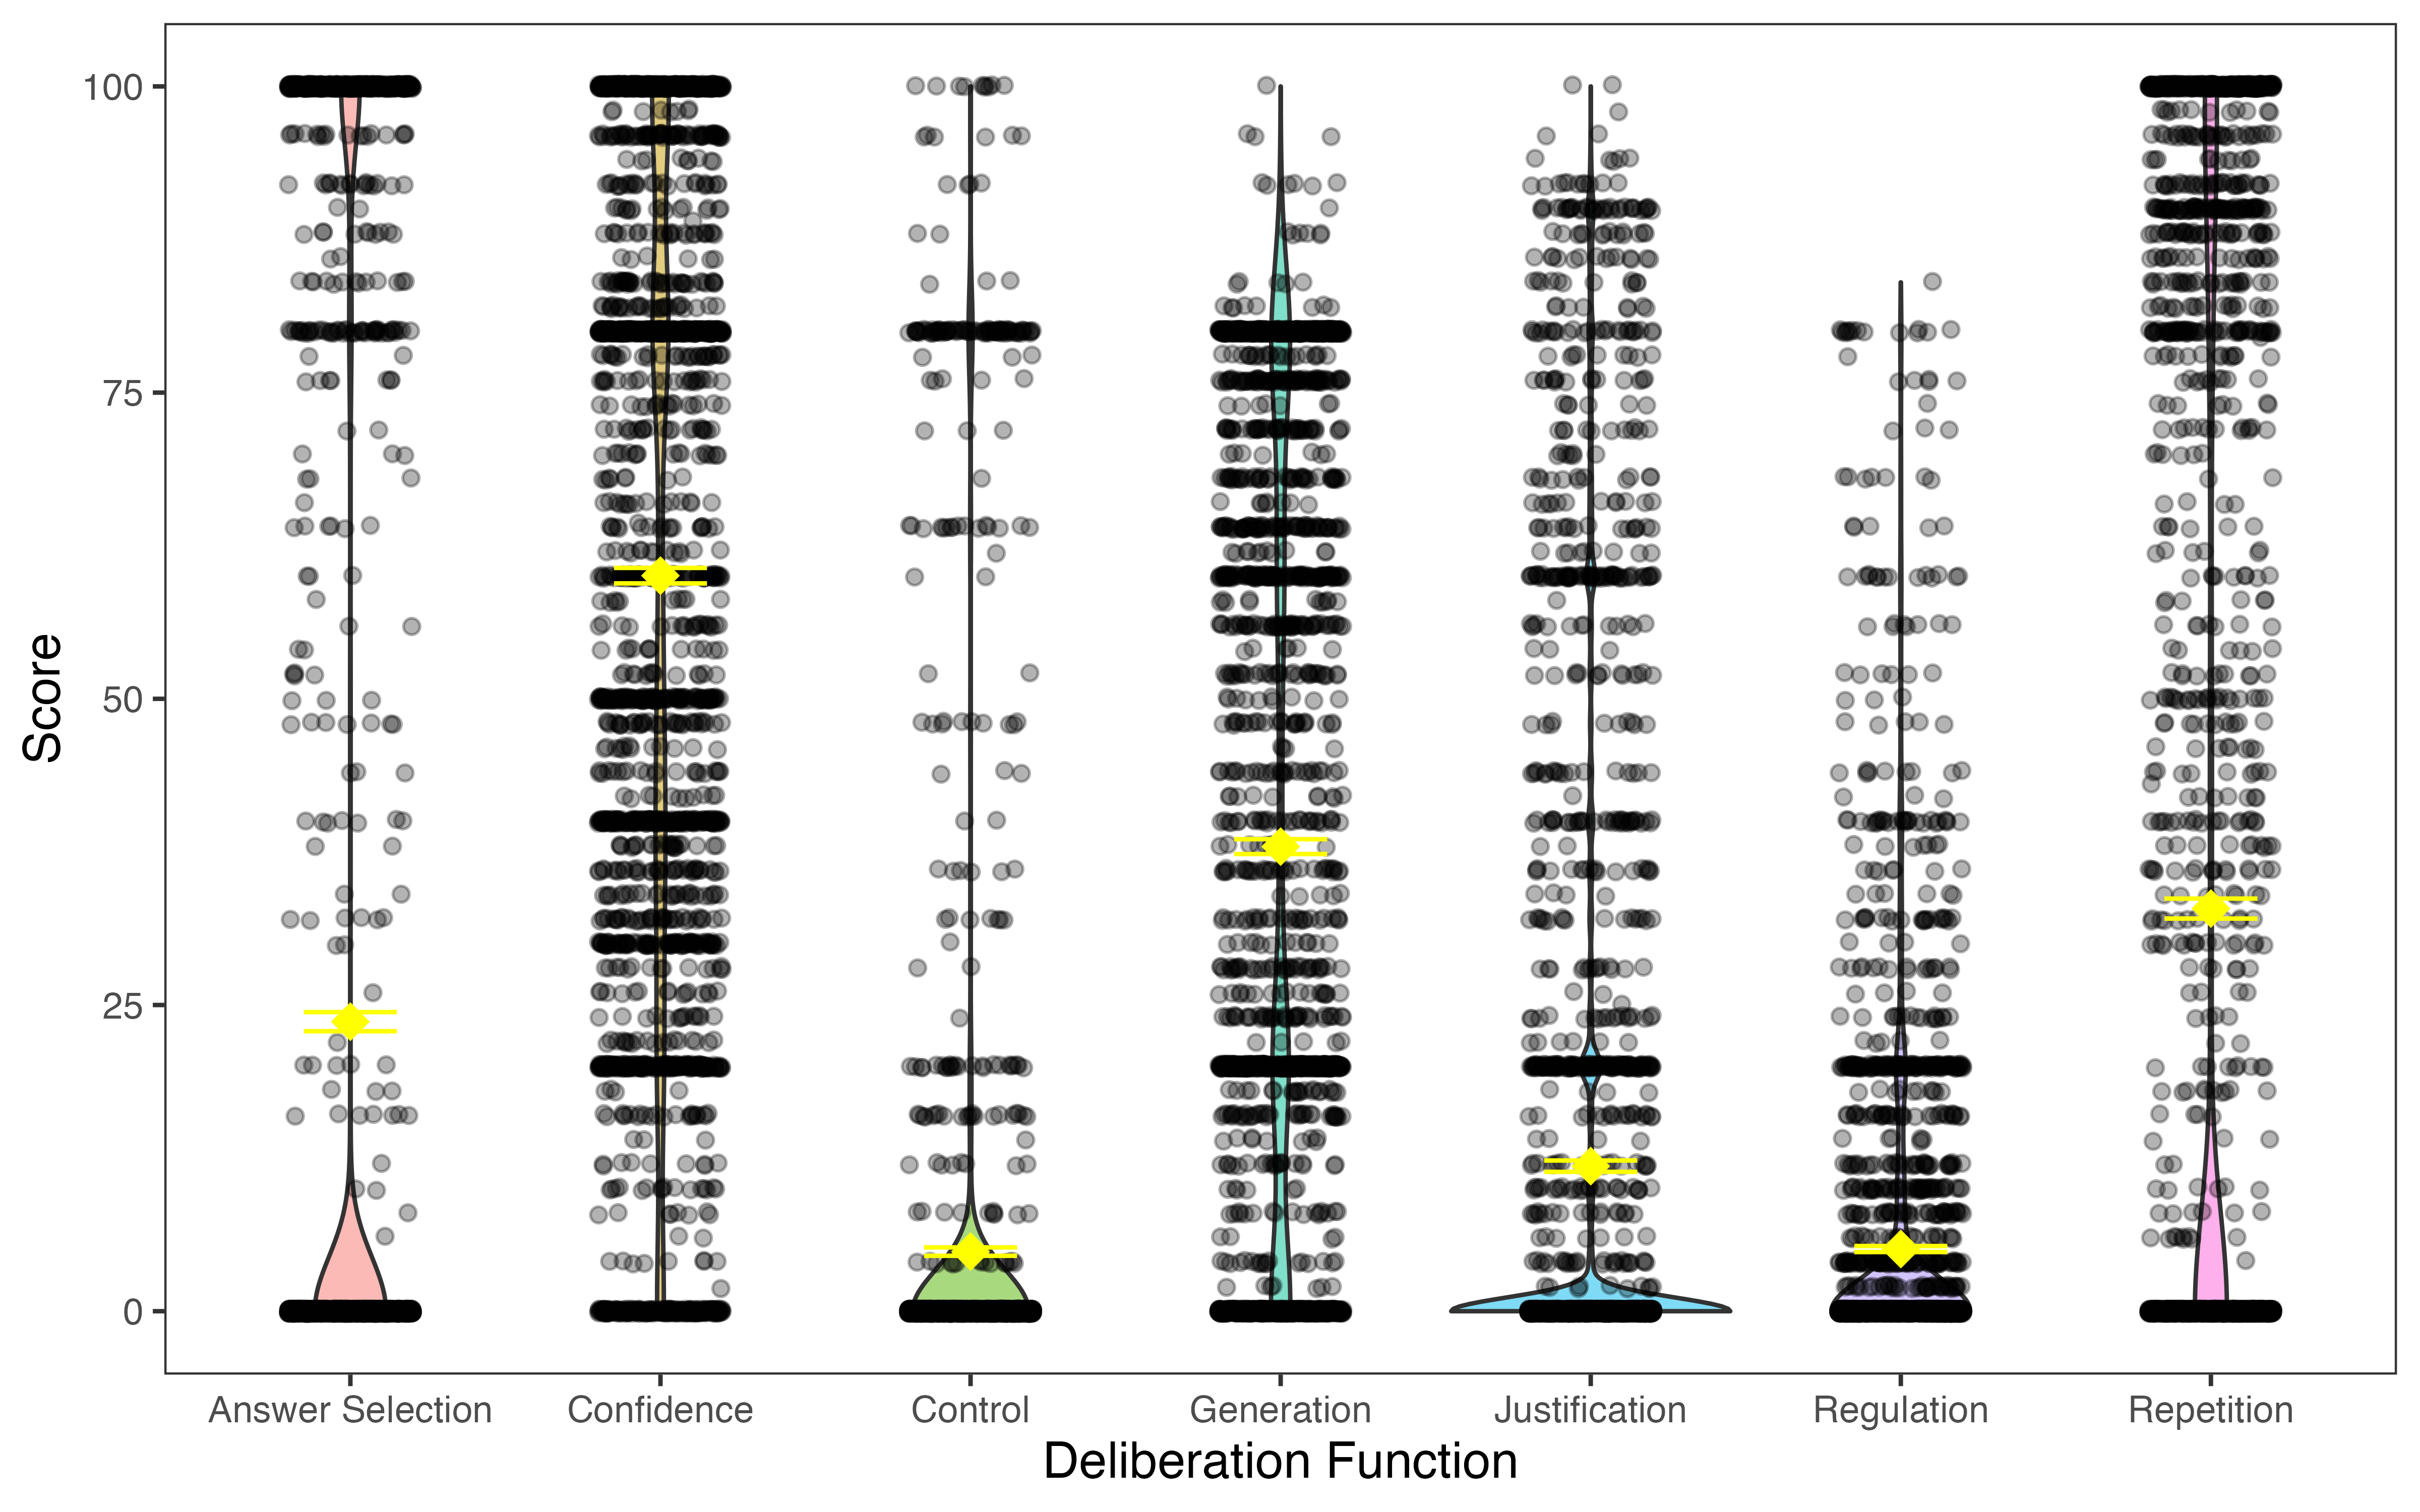 Score
100
75
50
25
0
Answer Selection Confidence Control Generation Justification Regulation Repetition
Deliberation Function